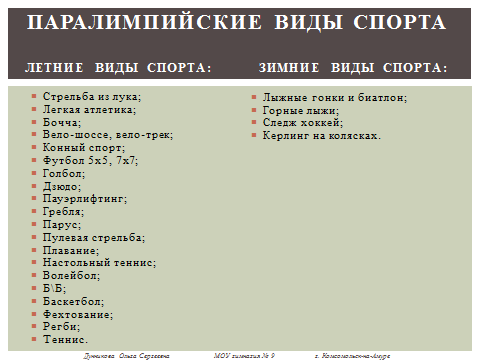 ПАРАЛИМПИЙСКИЕ ВИДЫ СПОРТА
ЛЕТНИЕ ВИДЫ СПОРТА:
ЗИМНИЕ ВИДЫ СПОРТА:
Стрельба из лука;
Легкая атлетика;
Бочча;
Вело-шоссе, вело-трек;
Конный спорт;
Футбол 5х5, 7х7;
Голбол;
Дзюдо;
Пауэрлифтинг;
Гребля;
Парус;
Пулевая стрельба;
Плавание;
Настольный теннис;
Волейбол;
Б\Б;
Баскетбол;
Фехтование;
Регби;
Теннис.
Лыжные гонки и биатлон;
Горные лыжи;
Следж хоккей;
Керлинг на колясках.
Ольга Сергеевна МОУ гимназия № 9 г. Комсомольск-на-Амуре